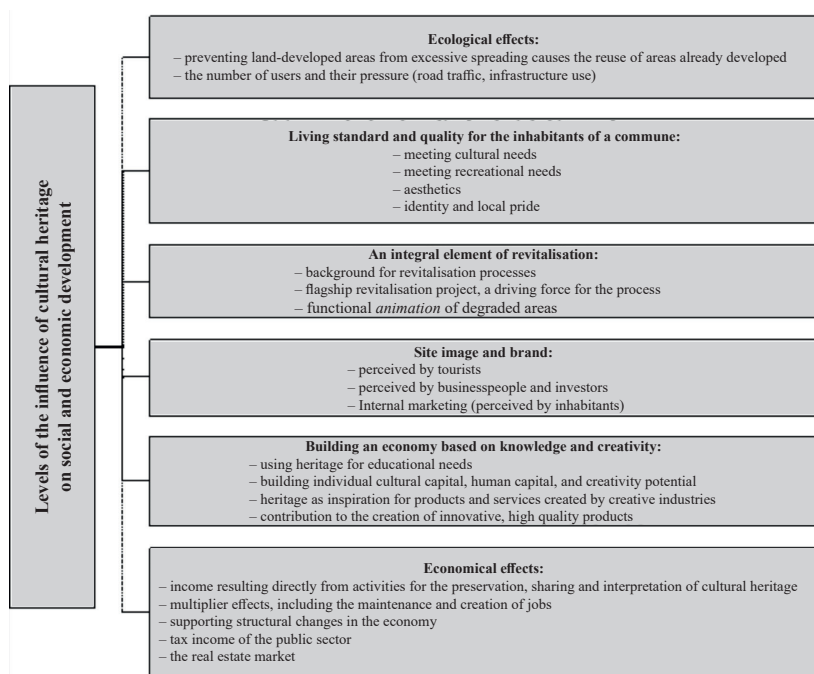 Levels of the influence of cultural heritage
on social and economic development
Ecological effects:
– preventing land-developed areas from excessive spreading causes the reuse of areas already developed
– the number of users and their pressure (road traffic, infrastructure use)
Living standard and quality for the inhabitants of a commune:
– meeting cultural needs
– meeting recreational needs
– aesthetics
– identity and local pride
An integral element of revitalisation:
– background for revitalisation processes
– flagship revitalisation project, a driving force for the process
– functional animation of degraded areas
Site image and brand:
– perceived by tourists
– perceived by businesspeople and investors
– Internal marketing (perceived by inhabitants)
Building an economy based on knowledge and creativity:
– using heritage for educational needs
– building individual cultural capital, human capital, and creativity potential
– heritage as inspiration for products and services created by creative industries
– contribution to the creation of innovative, high quality products
Economical effects:
– income resulting directly from activities for the preservation, sharing and interpretation of cultural heritage
– multiplier effects, including the maintenance and creation of jobs
– supporting structural changes in the economy
– tax income of the public sector
– the real estate market